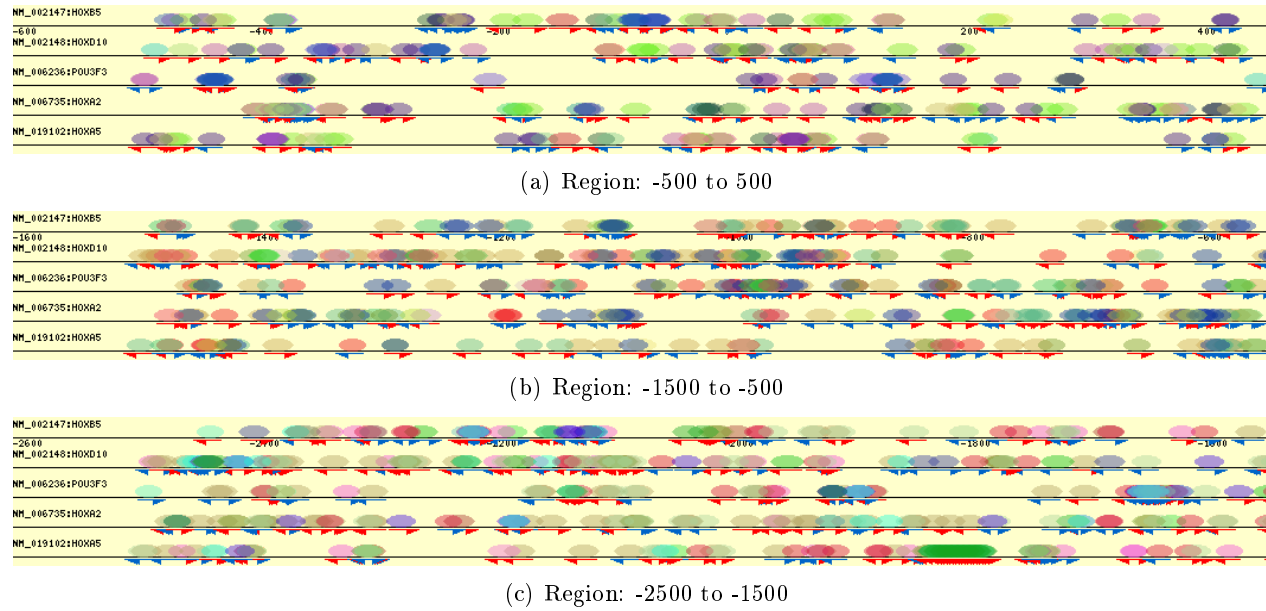 NM_002147:HOXB5
-600 -400 -200 200 400
NM_002148:HOXD10
NM_006236:POU3F3
NM_006735:HOXA2
NM_019102:HOXA5
(a) Region: -500 to 500
NM_002147:HOXB5
-1600 -1400 -1200 -1000 -800 -600
NM_002148:HOXD10
NM_006236:POU3F3
NM_006735:HOXA2
NM_019102:HOXA5
(b) Region: -1500 to -500
NM_002147:HOXB5
-2600 -2400 -2200 -2000 -1800 -1600
NM_002148:HOXD10
NM_006236:POU3F3
NM_006735:HOXA2
NM_019102:HOXA5
(c) Region: -2500 to -1500